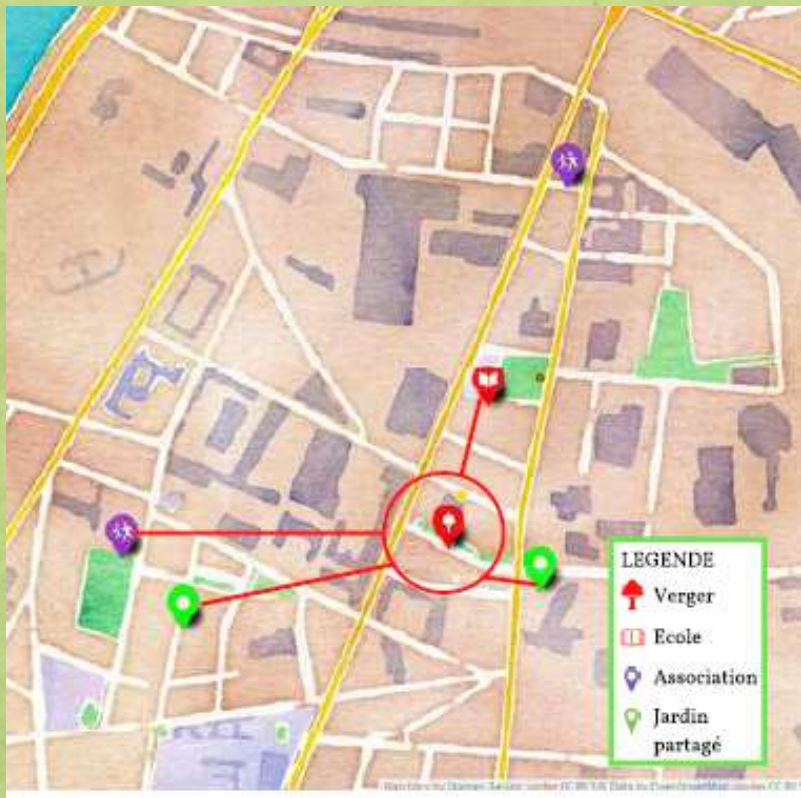 LEGENDE
Verger
Ecole
Association
Jardin
partagé